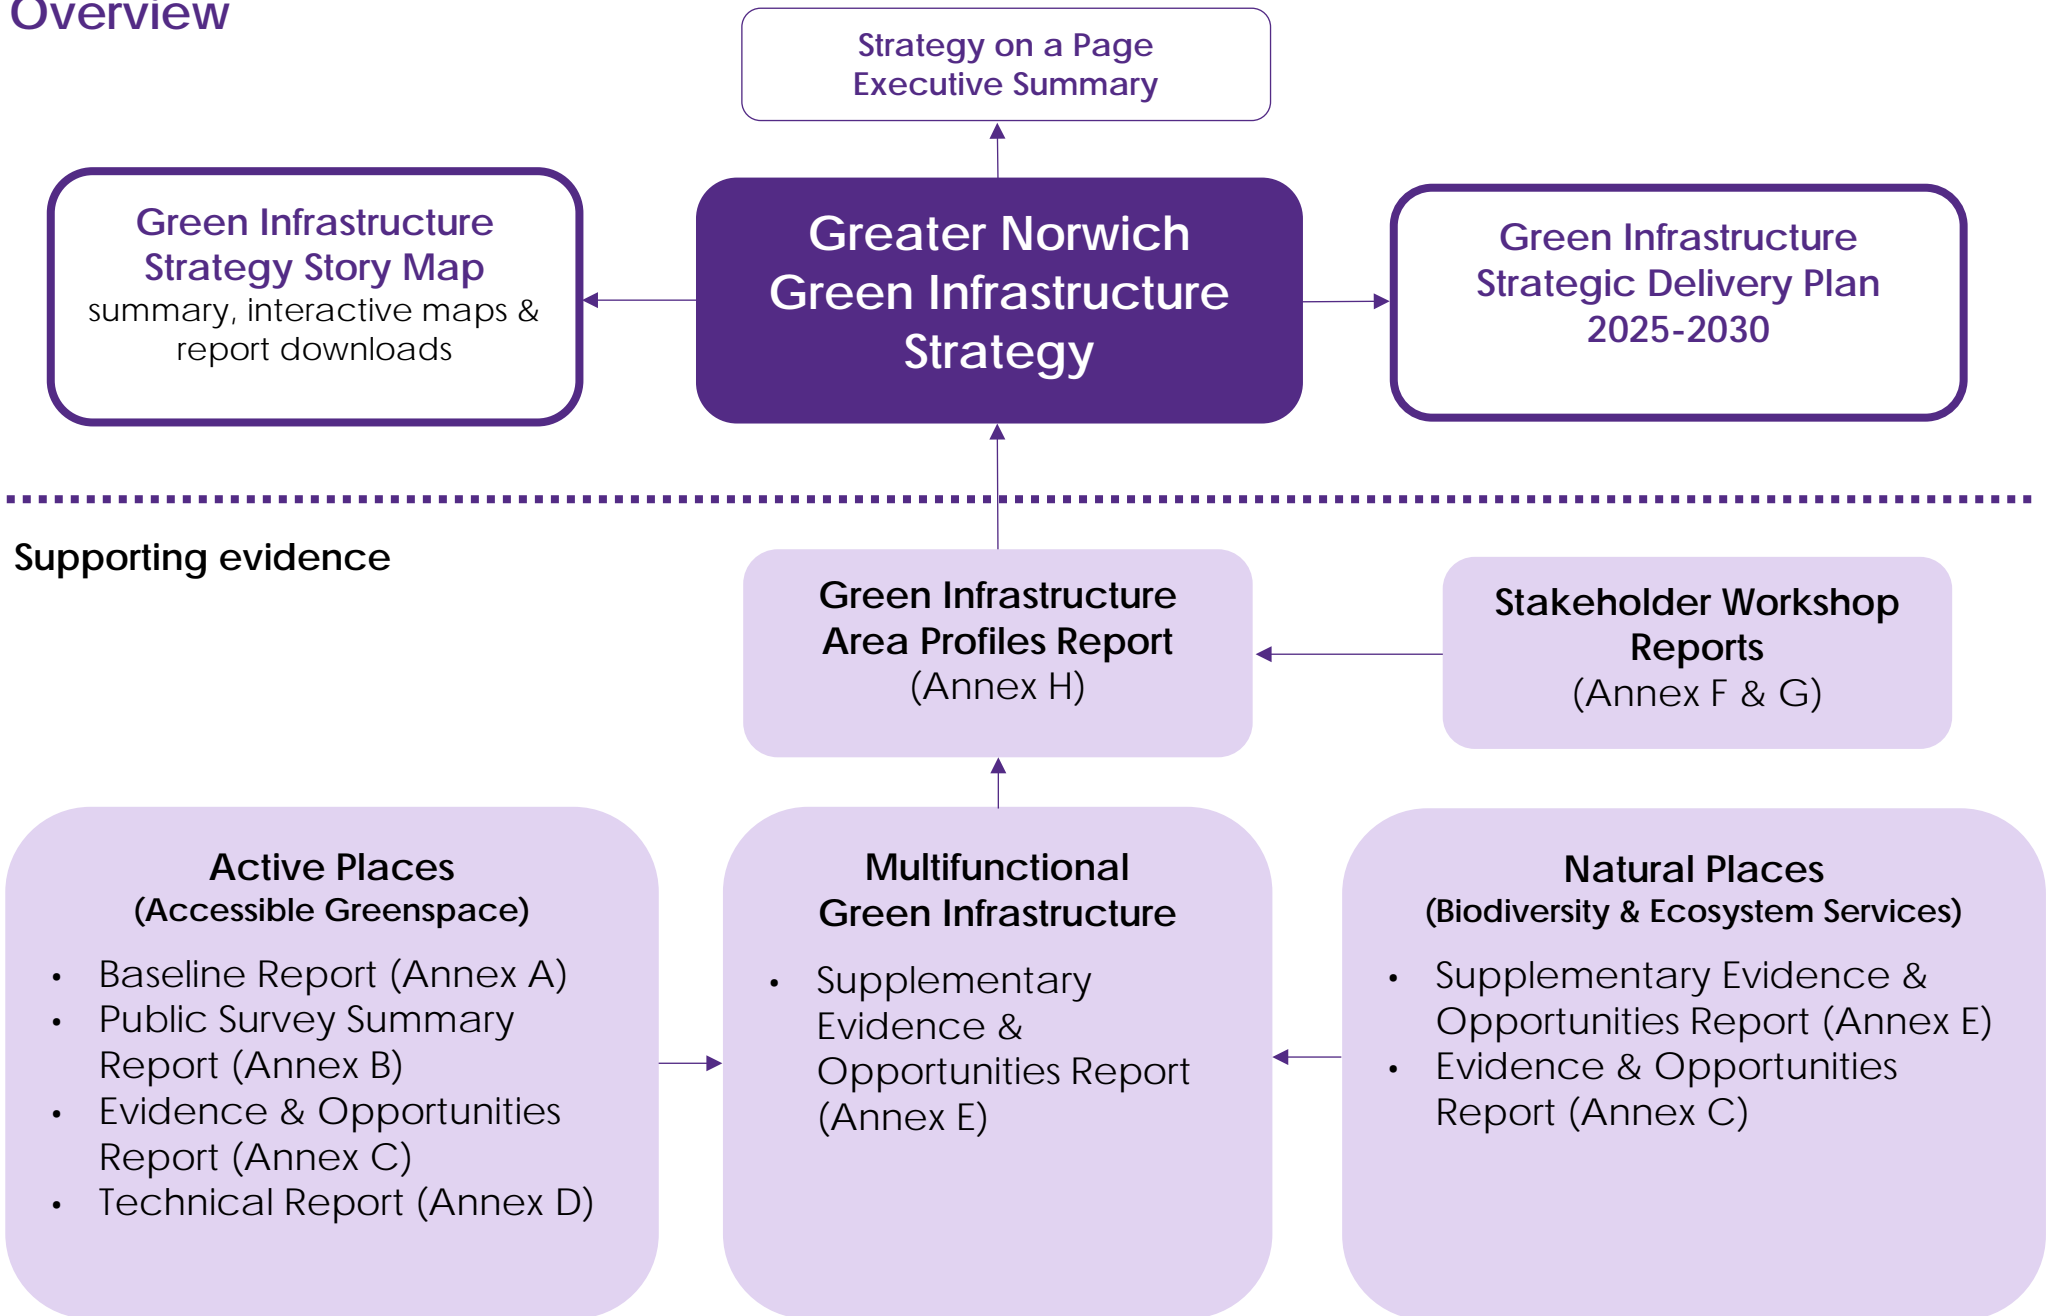 Overview
Strategy on a Page
Executive Summary
Green Infrastructure
Strategy Story Map
summary, interactive maps &
report downloads
Greater Norwich
Green Infrastructure
Strategy
Green Infrastructure
Strategic Delivery Plan
2025-2030
Supporting evidence
Green Infrastructure
Area Profiles Report
(Annex H)
Stakeholder Workshop
Reports
(Annex F & G)
Active Places
(Accessible Greenspace)
• Baseline Report (Annex A)
• Public Survey Summary
Report (Annex B)
• Evidence & Opportunities
Report (Annex C)
• Technical Report (Annex D)
Multifunctional
Green Infrastructure
• Supplementary
Evidence &
Opportunities Report
(Annex E)
Natural Places
(Biodiversity & Ecosystem Services)
• Supplementary Evidence &
Opportunities Report (Annex E)
• Evidence & Opportunities
Report (Annex C)